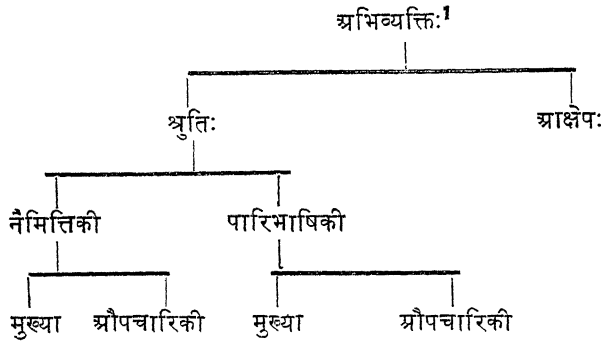 अभिव्यक्तिः¹
श्रुतिः आक्षेपः
नैमित्तिकी पारिभाषिकी
मुख्या औपचारिकी मुख्या औपचारिकी